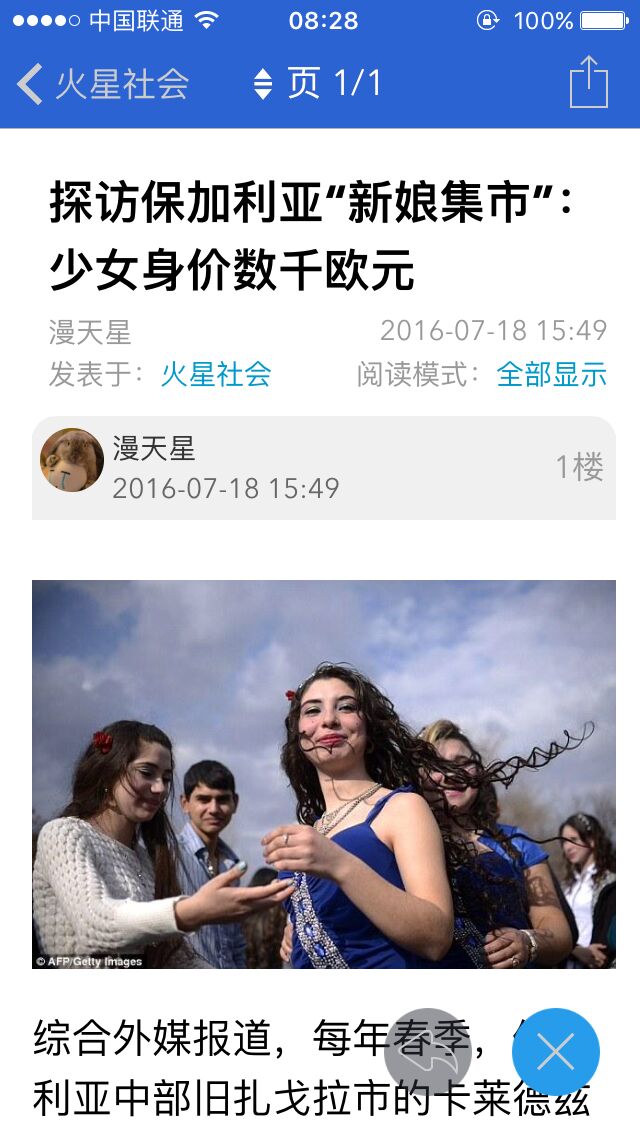 中国联通 08:28 100%
火星社会 页 1/1
探访保加利亚“新娘集市”：
少女身价数千欧元
漫天星 2016-07-18 15:49
发表于：火星社会 阅读模式：全部显示
漫天星
2016-07-18 15:49
1楼
© AFP/Getty Images
综合外媒报道，每年春季，
利亚中部旧扎戈拉市的卡莱德兹